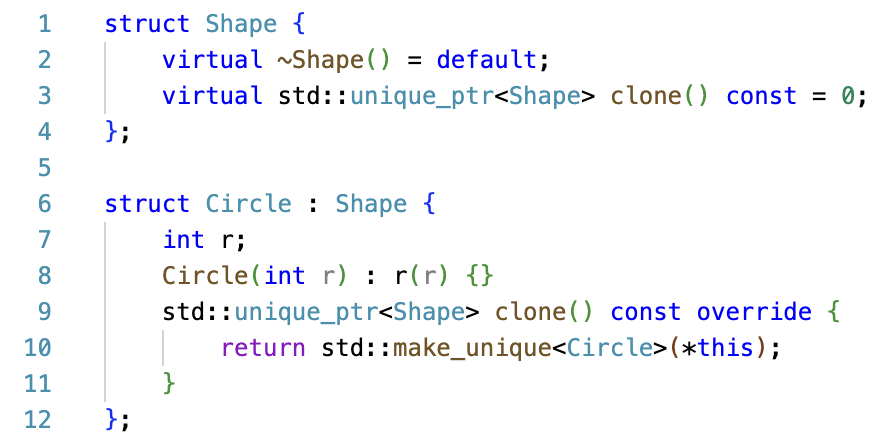 1 struct Shape {
2     virtual ~Shape() = default;
3     virtual std::unique_ptr<Shape> clone() const = 0;
4 };
5
6 struct Circle : Shape {
7     int r;
8     Circle(int r) : r(r) {}
9     std::unique_ptr<Shape> clone() const override {
10         return std::make_unique<Circle>(*this);
11     }
12 };